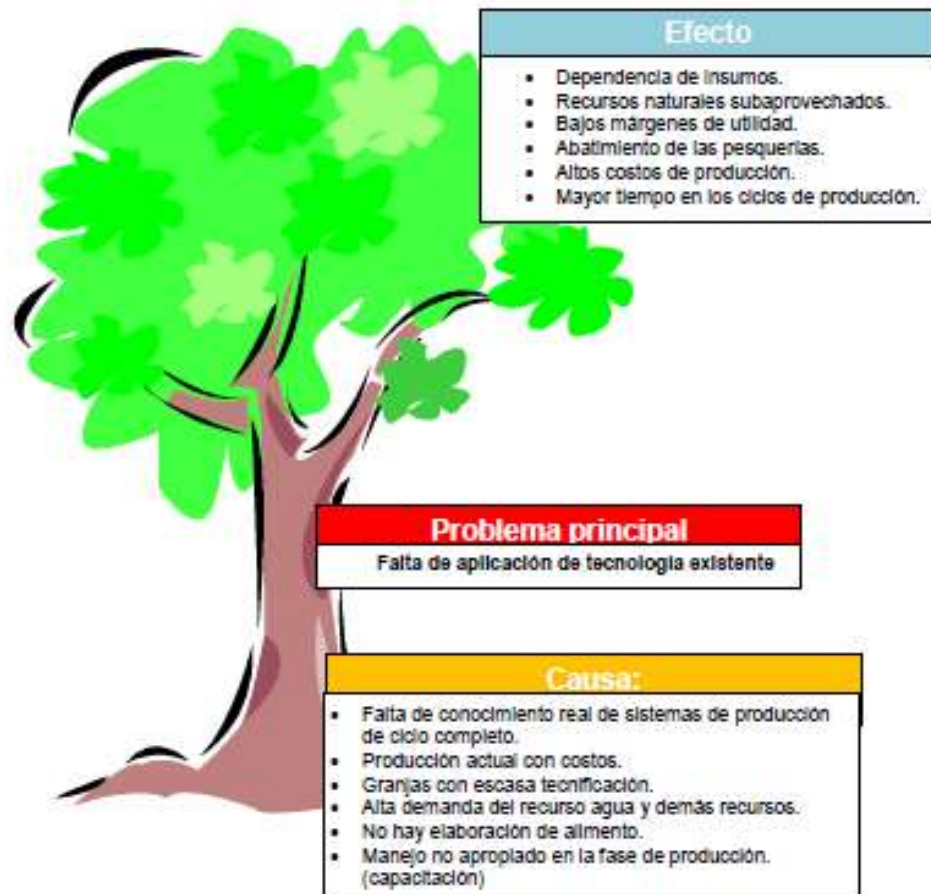 Efecto
• Dependencia de insumos.
• Recursos naturales subaprovechados.
• Bajos márgenes de utilidad.
• Abatimiento de las pesquerías.
• Altos costos de producción.
• Mayor tiempo en los ciclos de producción.
Problema principal
Falta de aplicación de tecnología existente
Causa:
• Falta de conocimiento real de sistemas de producción
de ciclo completo.
• Producción actual con costos.
• Granjas con escasa tecnificación.
• Alta demanda del recurso agua y demás recursos.
• No hay elaboración de alimento.
• Manejo no apropiado en la fase de producción.
(capacitación)